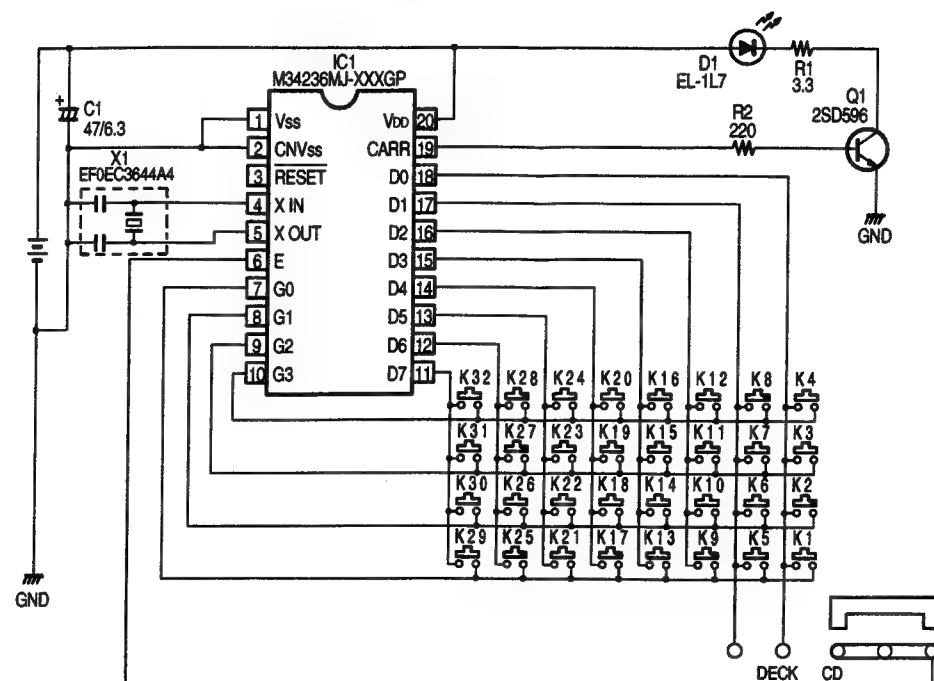 IC1
M34236MJ-XXXGP
D1
EL-1L7
R1
3.3
Q1
2SD596
R2
220
+
C1
47/6.3
X1
EF0EC3644A4
1 Vss
2 CNVss
3 RESET
4 X IN
5 X OUT
6 E
7 G0
8 G1
9 G2
10 G3
VDD 20
CARR 19
D0 18
D1 17
D2 16
D3 15
D4 14
D5 13
D6 12
D7 11
GND
K32 K28 K24 K20 K16 K12 K8 K4
K31 K27 K23 K19 K15 K11 K7 K3
K30 K26 K22 K18 K14 K10 K6 K2
K29 K25 K21 K17 K13 K9 K5 K1
GND
DECK CD